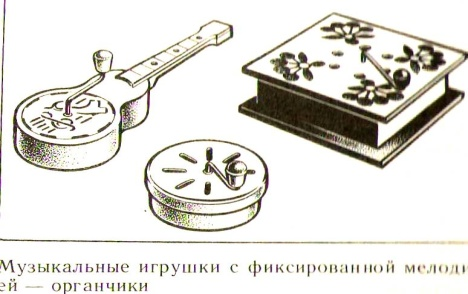 Музыкальные игрушки с фиксированной мелоди
ей — органчики